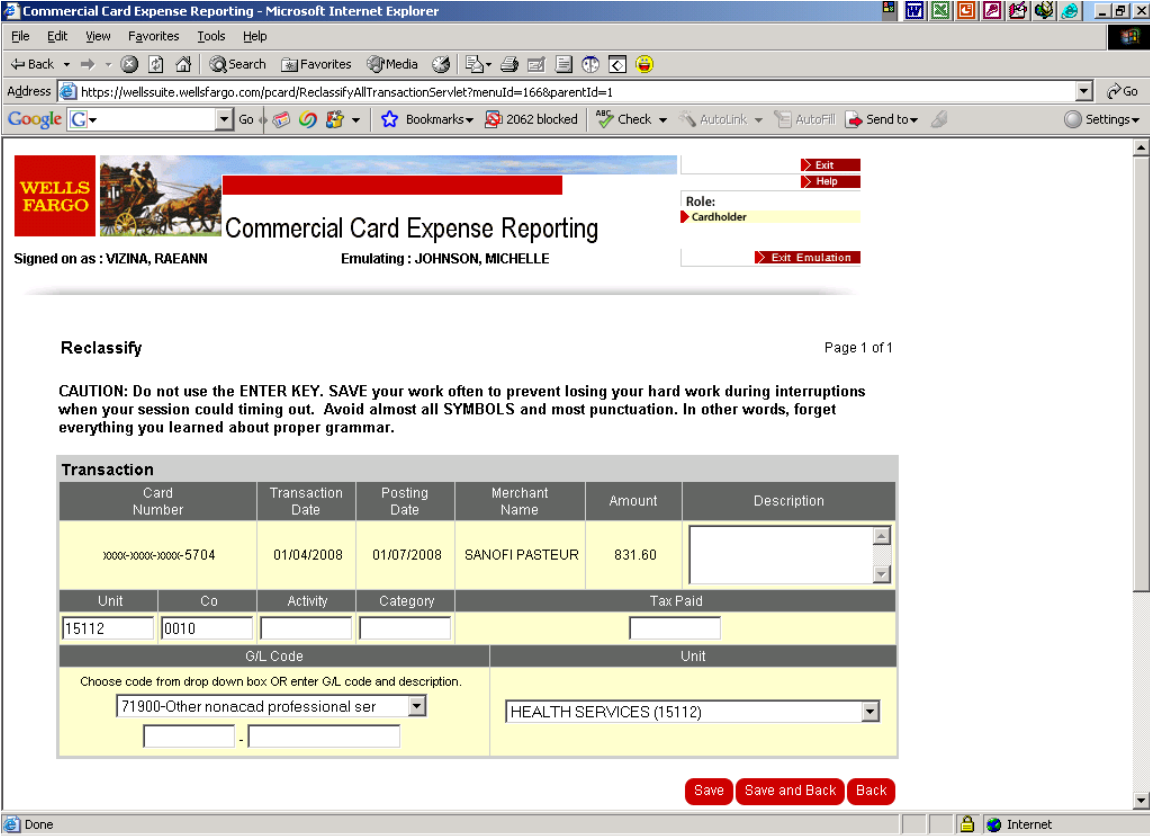 Commercial Card Expense Reporting - Microsoft Internet Explorer
File Edit View Favorites Tools Help
Back Search Favorites Media
Address https://wellssuite.wellsfargo.com/pcard/ReclassifyAllTransactionServlet?menuId=166&parentId=1 Go
Google G Go Bookmarks 2062 blocked ABC Check AutoLink AutoFill Send to Settings
WELLS
FARGO
Commercial Card Expense Reporting
Exit
Help
Role:
Cardholder
Signed on as : VIZINA, RAEANN Emulating : JOHNSON, MICHELLE Exit Emulation
Reclassify Page 1 of 1
CAUTION: Do not use the ENTER KEY. SAVE your work often to prevent losing your hard work during interruptions
when your session could timing out. Avoid almost all SYMBOLS and most punctuation. In other words, forget
everything you learned about proper grammar.
Transaction
Card Number Transaction Date Posting Date Merchant Name Amount Description
xxxx-xxxx-xxxx-5704 01/04/2008 01/07/2008 SANOFI PASTEUR 831.60
Unit Co Activity Category Tax Paid
15112 0010
G/L Code Unit
Choose code from drop down box OR enter G/L code and description.
71900-Other nonacad professional ser HEALTH SERVICES (15112)
-
Save Save and Back Back
Done Internet